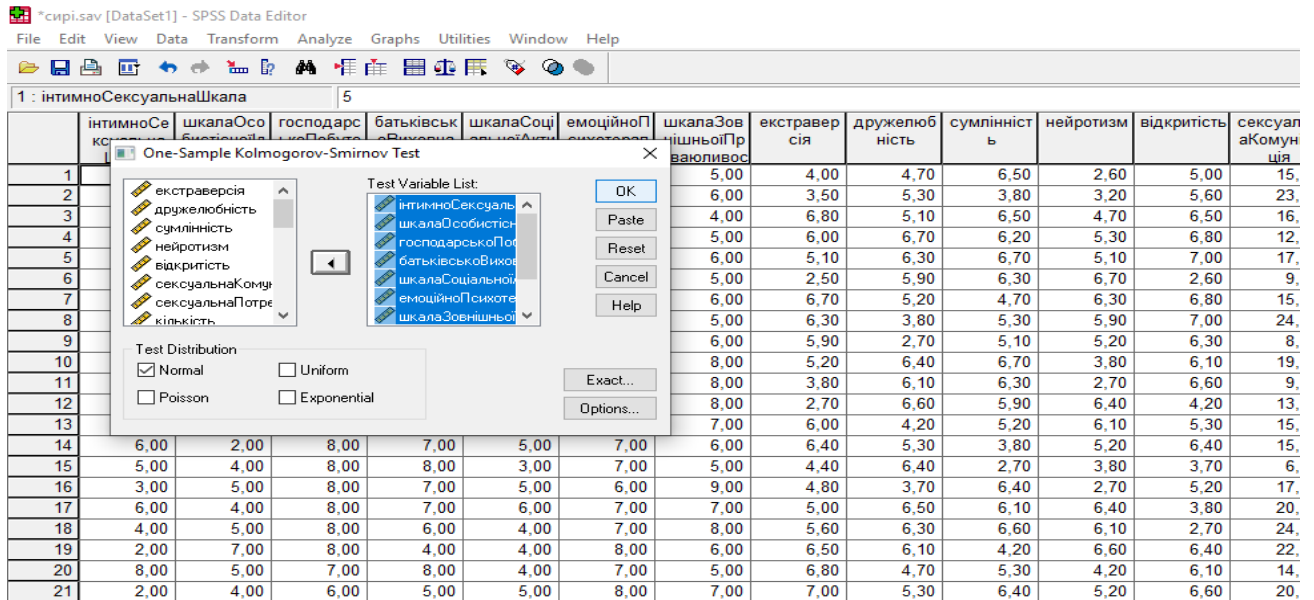 *сирі.sav [DataSet1] - SPSS Data Editor
File Edit View Data Transform Analyze Graphs Utilities Window Help
1 : інтимноСексуальнаШкала 5
інтимноСе шкалаОсо господарс батьківськ шкалаСоці емоційноП шкалаЗов екстравер дружелюб сумлінніст нейротизм відкритість сексуал
нішньоїПр сія ність ь аКомуні
ваюливос ція
One-Sample Kolmogorov-Smirnov Test
екстраверсія
дружелюбність
сумлінність
нейротизм
відкритість
сексуальнаКомун
сексуальнаПотре
кількість
Test Variable List:
інтимноСексуаль
шкалаОсобистісн
господарськоПоб
батьківськоВихов
шкалаСоціальної
емоційноПсихоте
шкалаЗовнішньої
OK
Paste
Reset
Cancel
Help
Test Distribution
Normal Uniform
Poisson Exponential
Exact...
Options...
1 5,00 4,00 4,70 6,50 2,60 5,00 15,
2 6,00 3,50 5,30 3,80 3,20 5,60 23,
3 4,00 6,80 5,10 6,50 4,70 6,50 16,
4 5,00 6,00 6,70 6,20 5,30 6,80 12,
5 6,00 5,10 6,30 6,70 5,10 7,00 17,
6 5,00 2,50 5,90 6,30 6,70 2,60 9,
7 6,00 6,70 5,20 4,70 6,30 6,80 15,
8 5,00 6,30 3,80 5,30 5,90 7,00 24,
9 6,00 5,90 2,70 5,10 5,20 6,30 8,
10 8,00 5,20 6,40 6,70 3,80 6,10 19,
11 8,00 3,80 6,10 6,30 2,70 6,60 9,
12 8,00 2,70 6,60 5,90 6,40 4,20 13,
13 7,00 6,00 4,20 5,20 6,10 5,30 15,
14 6,00 2,00 8,00 7,00 5,00 7,00 6,00 6,40 5,30 3,80 5,20 6,40 15,
15 5,00 4,00 8,00 8,00 3,00 7,00 5,00 4,40 6,40 2,70 3,80 3,70 6,
16 3,00 5,00 8,00 7,00 5,00 6,00 9,00 4,80 3,70 6,40 2,70 5,20 17,
17 6,00 4,00 8,00 7,00 6,00 7,00 7,00 5,00 6,50 6,10 6,40 3,80 20,
18 4,00 5,00 8,00 6,00 4,00 7,00 8,00 5,60 6,30 6,60 6,10 2,70 24,
19 2,00 7,00 8,00 4,00 4,00 8,00 6,00 6,50 6,10 4,20 6,60 6,40 22,
20 8,00 5,00 7,00 8,00 4,00 7,00 5,00 6,80 4,70 5,30 4,20 6,10 14,
21 2,00 4,00 6,00 5,00 5,00 8,00 7,00 7,00 5,30 6,40 5,20 6,60 20,